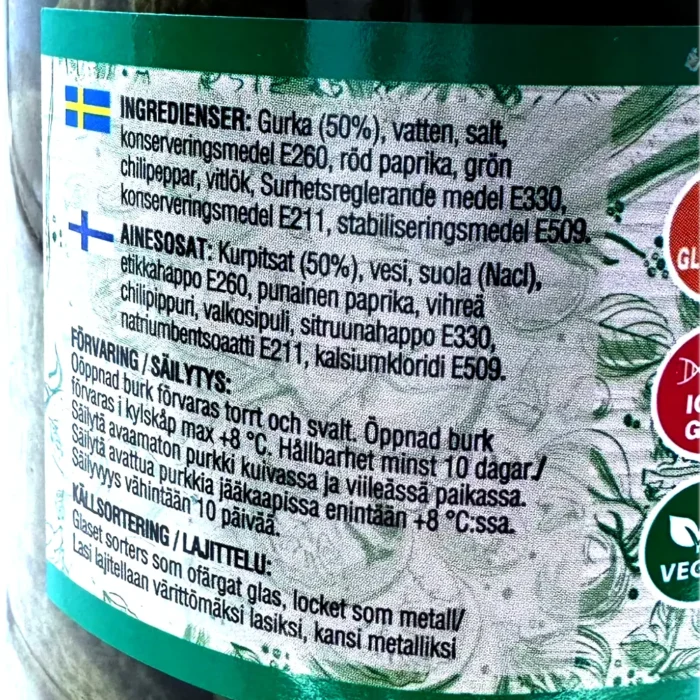 INGREDIENSER: Gurka (50%), vatten, salt,
konserveringsmedel E260, röd paprika, grön
chilipeppar, vitlök, Surhetsreglerande medel E330,
konserveringsmedel E211, stabiliseringsmedel E509.
AINESOSAT: Kurpitsat (50%), vesi, suola (Nacl),
etikkahappo E260, punainen paprika, vihreä
chilipippuri, valkosipuli, sitruunahappo E330,
natriumbentsoaatti E211, kalsiumkloridi E509.
FÖRVARING / SÄILYTYS:
Oöppnad burk förvaras torrt och svalt. Öppnad burk
förvaras i kylskåp max +8 °C. Hållbarhet minst 10 dagar./
Säilytä avaamaton purkki kuivassa ja viileässä paikassa.
Säilytä avattua purkkia jääkaapissa enintään +8 °C:ssa.
Säilyvyys vähintään 10 päivää.
KÄLLSORTERING / LAJITTELU:
Glaset sorters som ofärgat glas, locket som metall/
Lasi lajitellaan värittömäksi lasiksi, kansi metalliksi